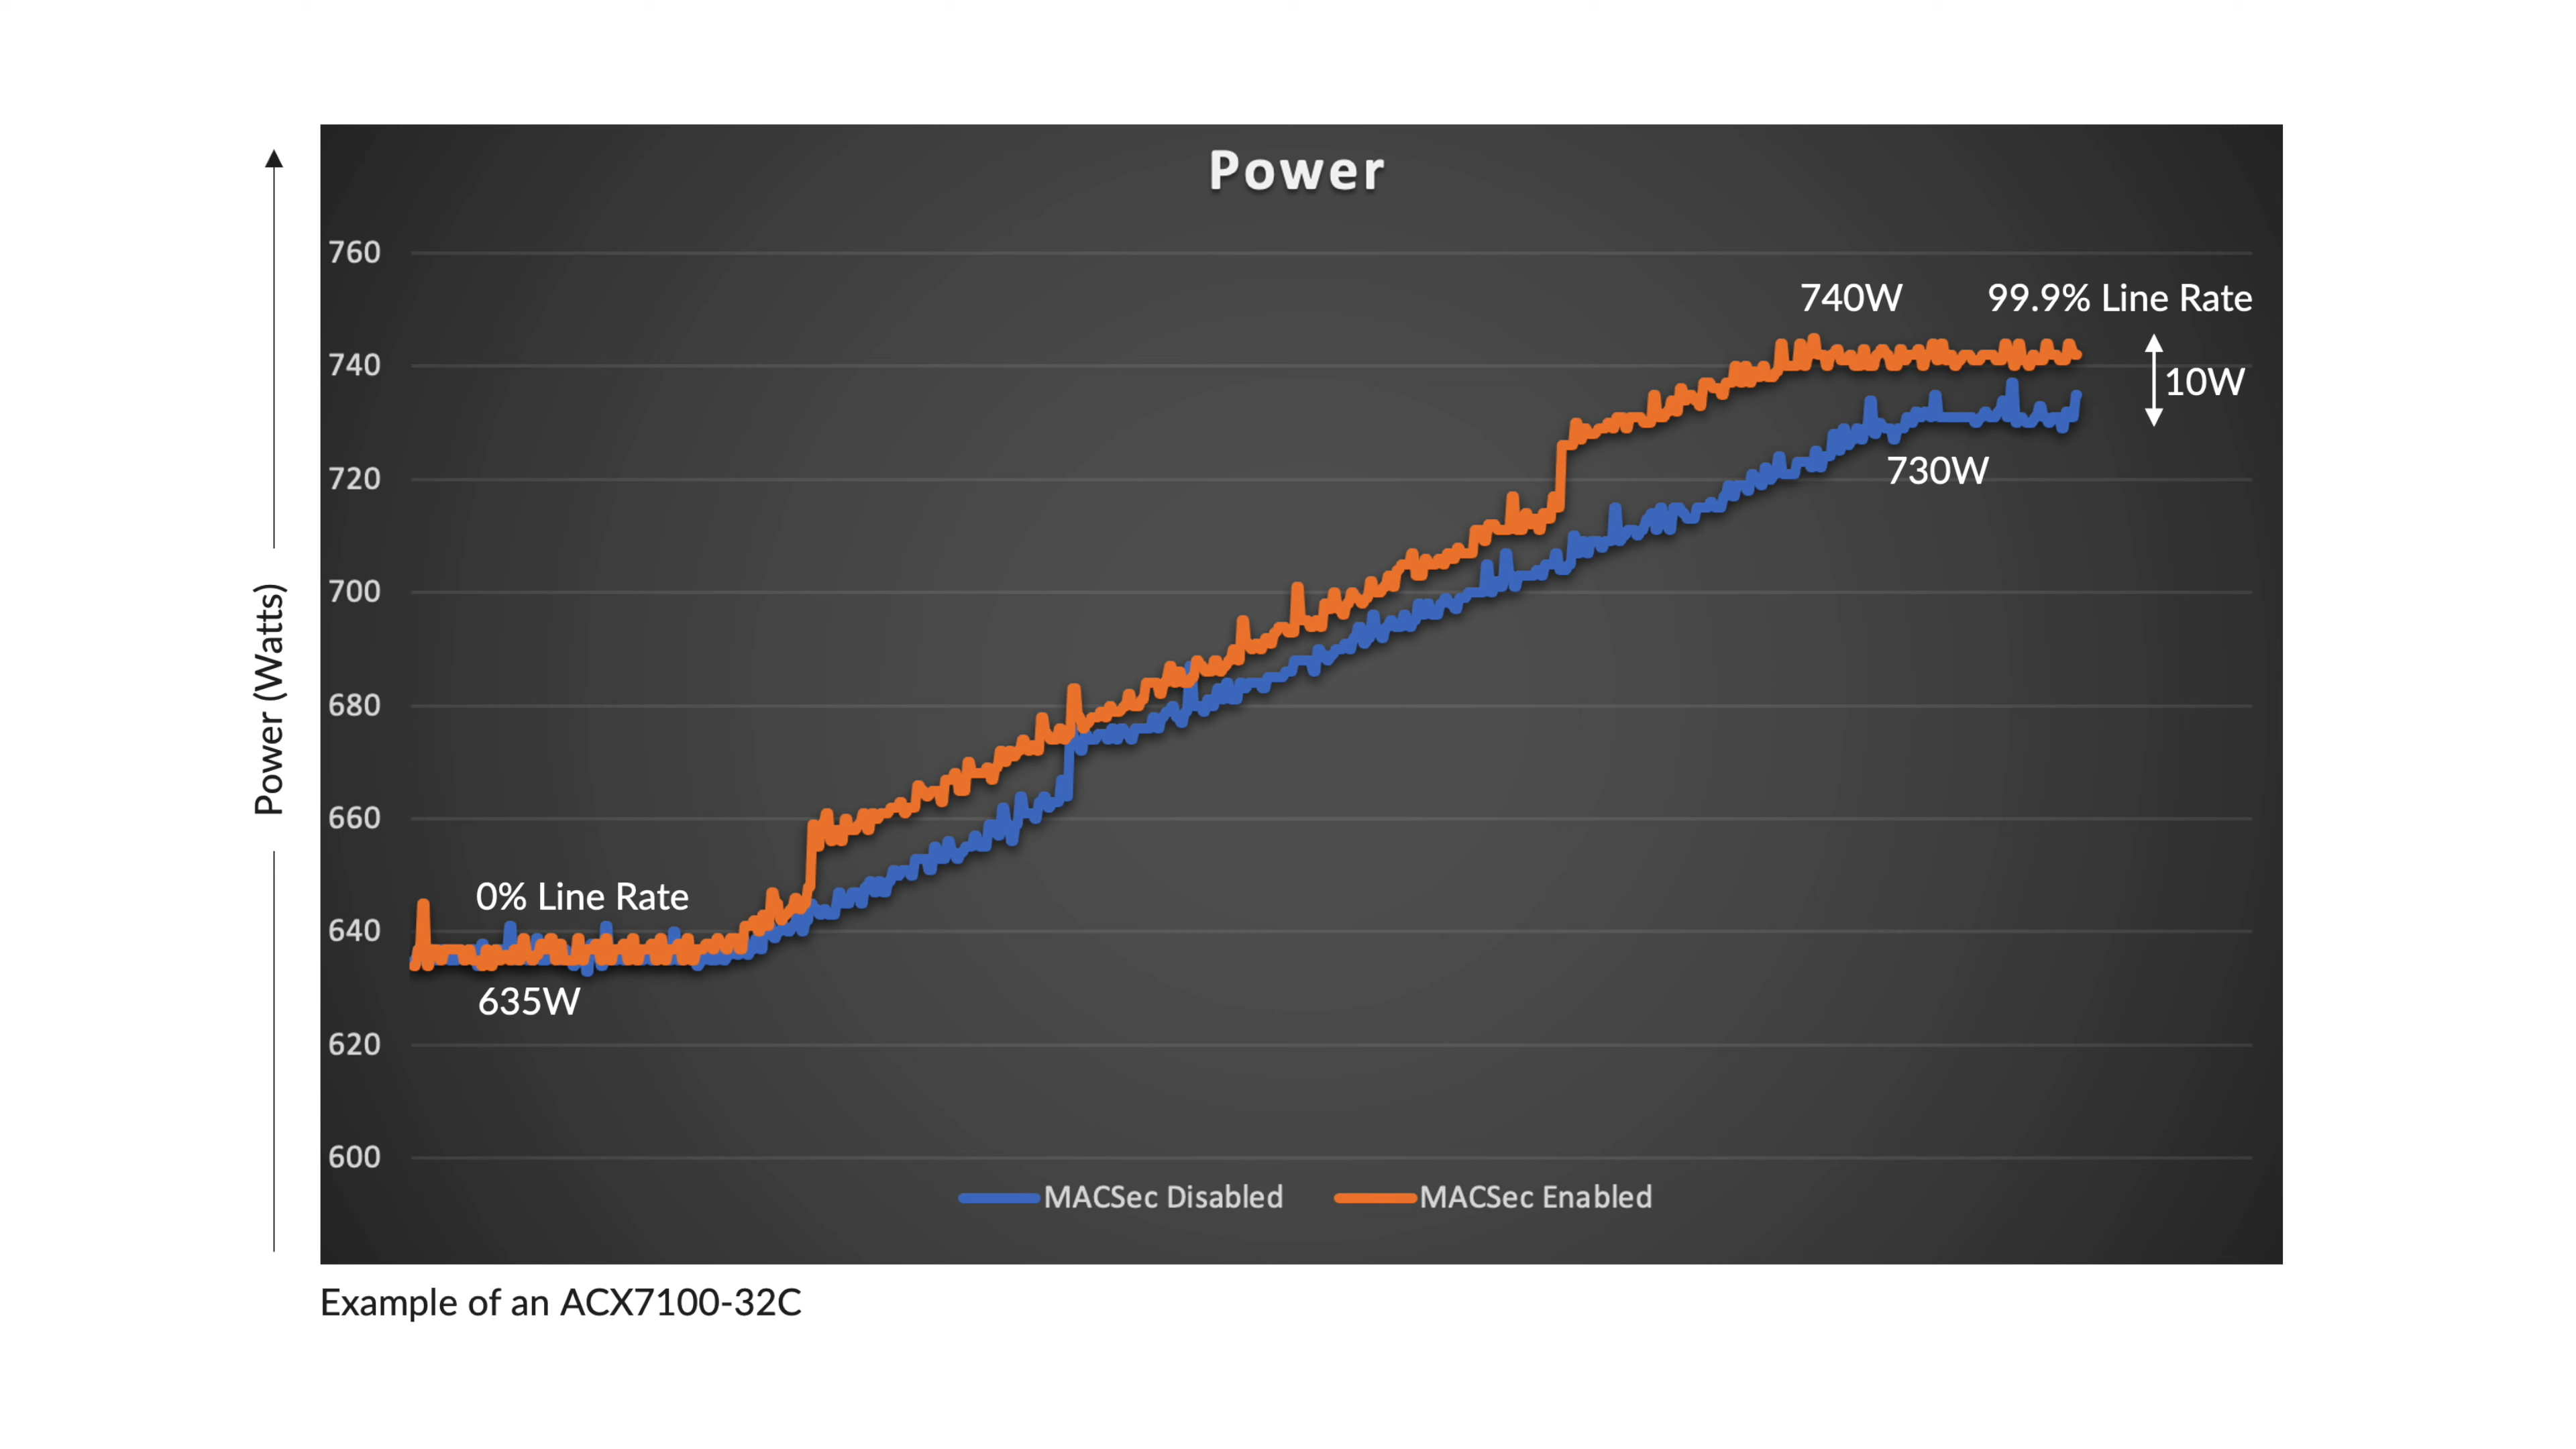 Power
760
740
720
700
680
660
640
620
600
Power (Watts)
740W
99.9% Line Rate
10W
730W
0% Line Rate
635W
MACSec Disabled
MACSec Enabled
Example of an ACX7100-32C